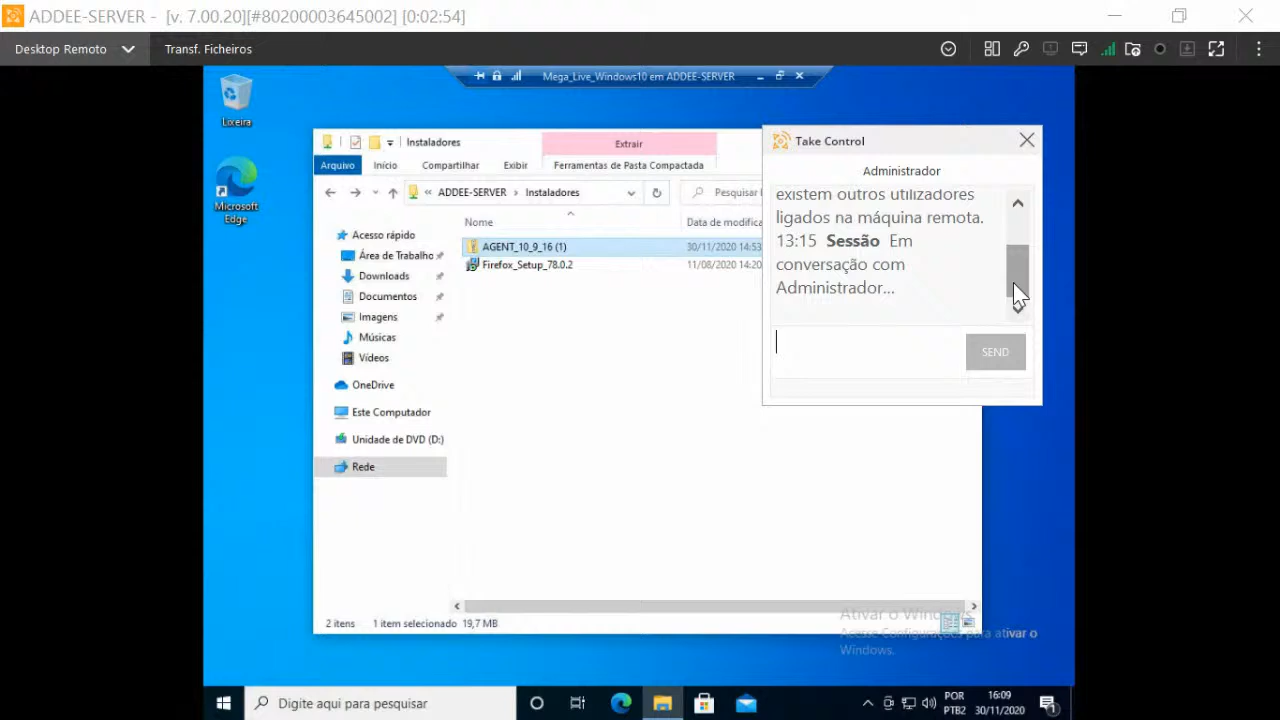 ADDEE-SERVER - [v. 7.00.20][#80200003645002] [0:02:54]
Desktop Remoto
Transf. Ficheiros
Mega_Live_Windows10 em ADDEE-SERVER
Lixeira
Microsoft
Edge
Instaladores
Extrair
Arquivo
Início
Compartilhar
Exibir
Ferramentas de Pasta Compactada
« ADDEE-SERVER > Instaladores
Pesquisar
Nome
Data de modifica
AGENT_10_9_16 (1)
30/11/2020 14:53
Firefox_Setup_78.0.2
11/08/2020 14:20
Acesso rápido
Área de Trabalho
Downloads
Documentos
Imagens
Músicas
Vídeos
OneDrive
Este Computador
Unidade de DVD (D:)
Rede
2 itens
1 item selecionado 19,7 MB
Take Control
Administrador
existem outros utilizadores
ligados na máquina remota.
13:15 Sessão Em
conversação com
Administrador...
SEND
Ativar o Windows
Acesse Configurações para ativar o
Windows.
Digite aqui para pesquisar
POR
PTB2
16:09
30/11/2020
1